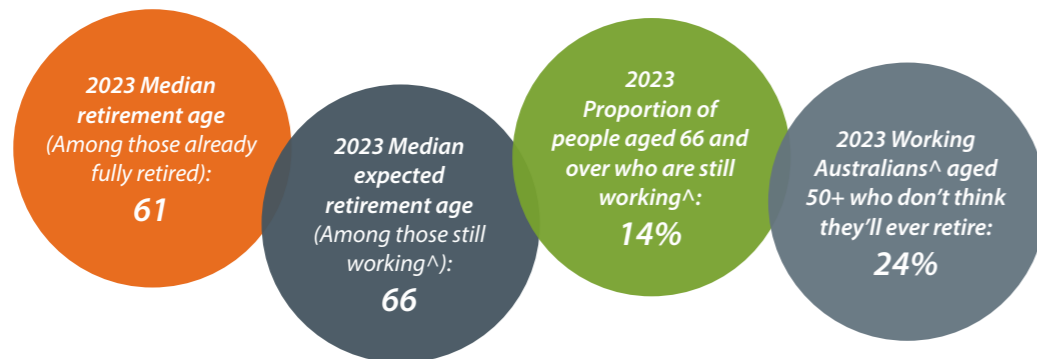 2023 Median
retirement age
(Among those already
fully retired):
61
2023 Median
expected
retirement age
(Among those still
working^):
66
2023
Proportion of
people aged 66 and
over who are still
working^:
14%
2023 Working
Australians^ aged
50+ who don’t think
they’ll ever retire:
24%